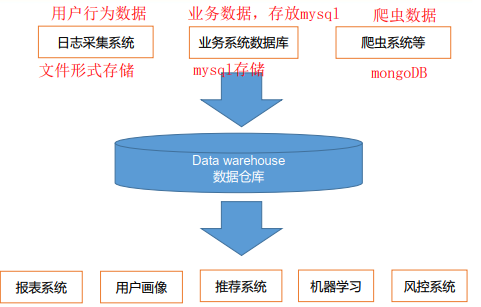 用户行为数据
业务数据，存放mysql
爬虫数据
日志采集系统
业务系统数据库
爬虫系统等
文件形式存储
mysql存储
mongoDB
Data warehouse
数据仓库
报表系统
用户画像
推荐系统
机器学习
风控系统